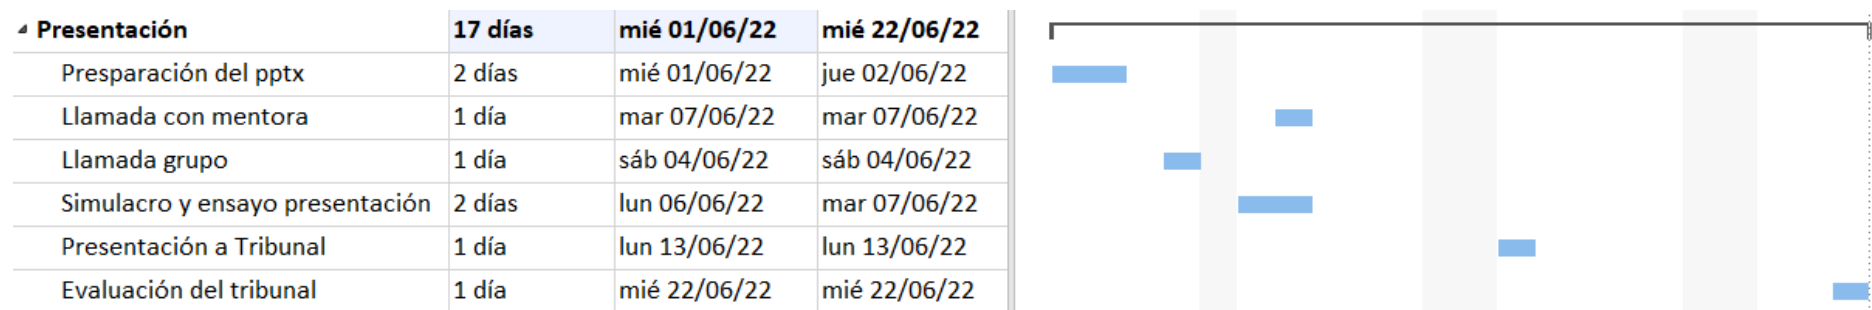 Presentación 17 días mié 01/06/22 mié 22/06/22
Presparación del pptx 2 días mié 01/06/22 jue 02/06/22
Llamada con mentora 1 día mar 07/06/22 mar 07/06/22
Llamada grupo 1 día sáb 04/06/22 sáb 04/06/22
Simulacro y ensayo presentación 2 días lun 06/06/22 mar 07/06/22
Presentación a Tribunal 1 día lun 13/06/22 lun 13/06/22
Evaluación del tribunal 1 día mié 22/06/22 mié 22/06/22